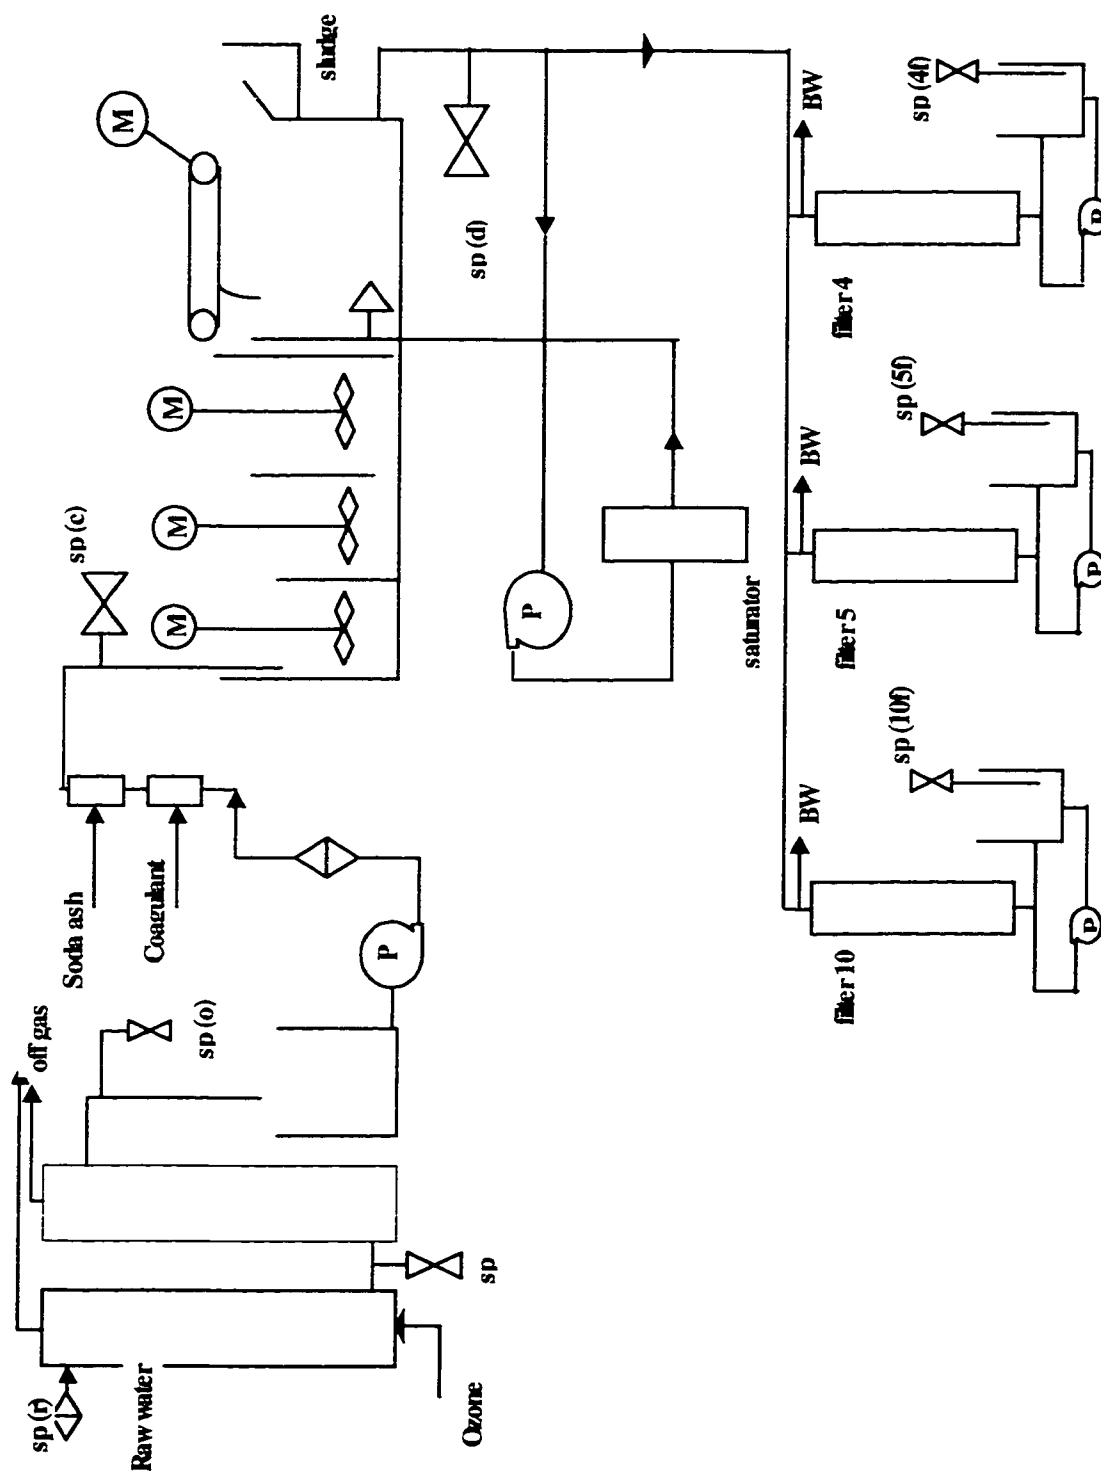 sp (r)
Raw water
Ozone
sp
off gas
sp (o)
P
Soda ash
Coagulant
sp (c)
M
M
M
M
sludge
sp (d)
P
saturator
BW
filter 10
sp (10f)
P
BW
filter 5
sp (5f)
P
BW
filter 4
sp (4f)
P